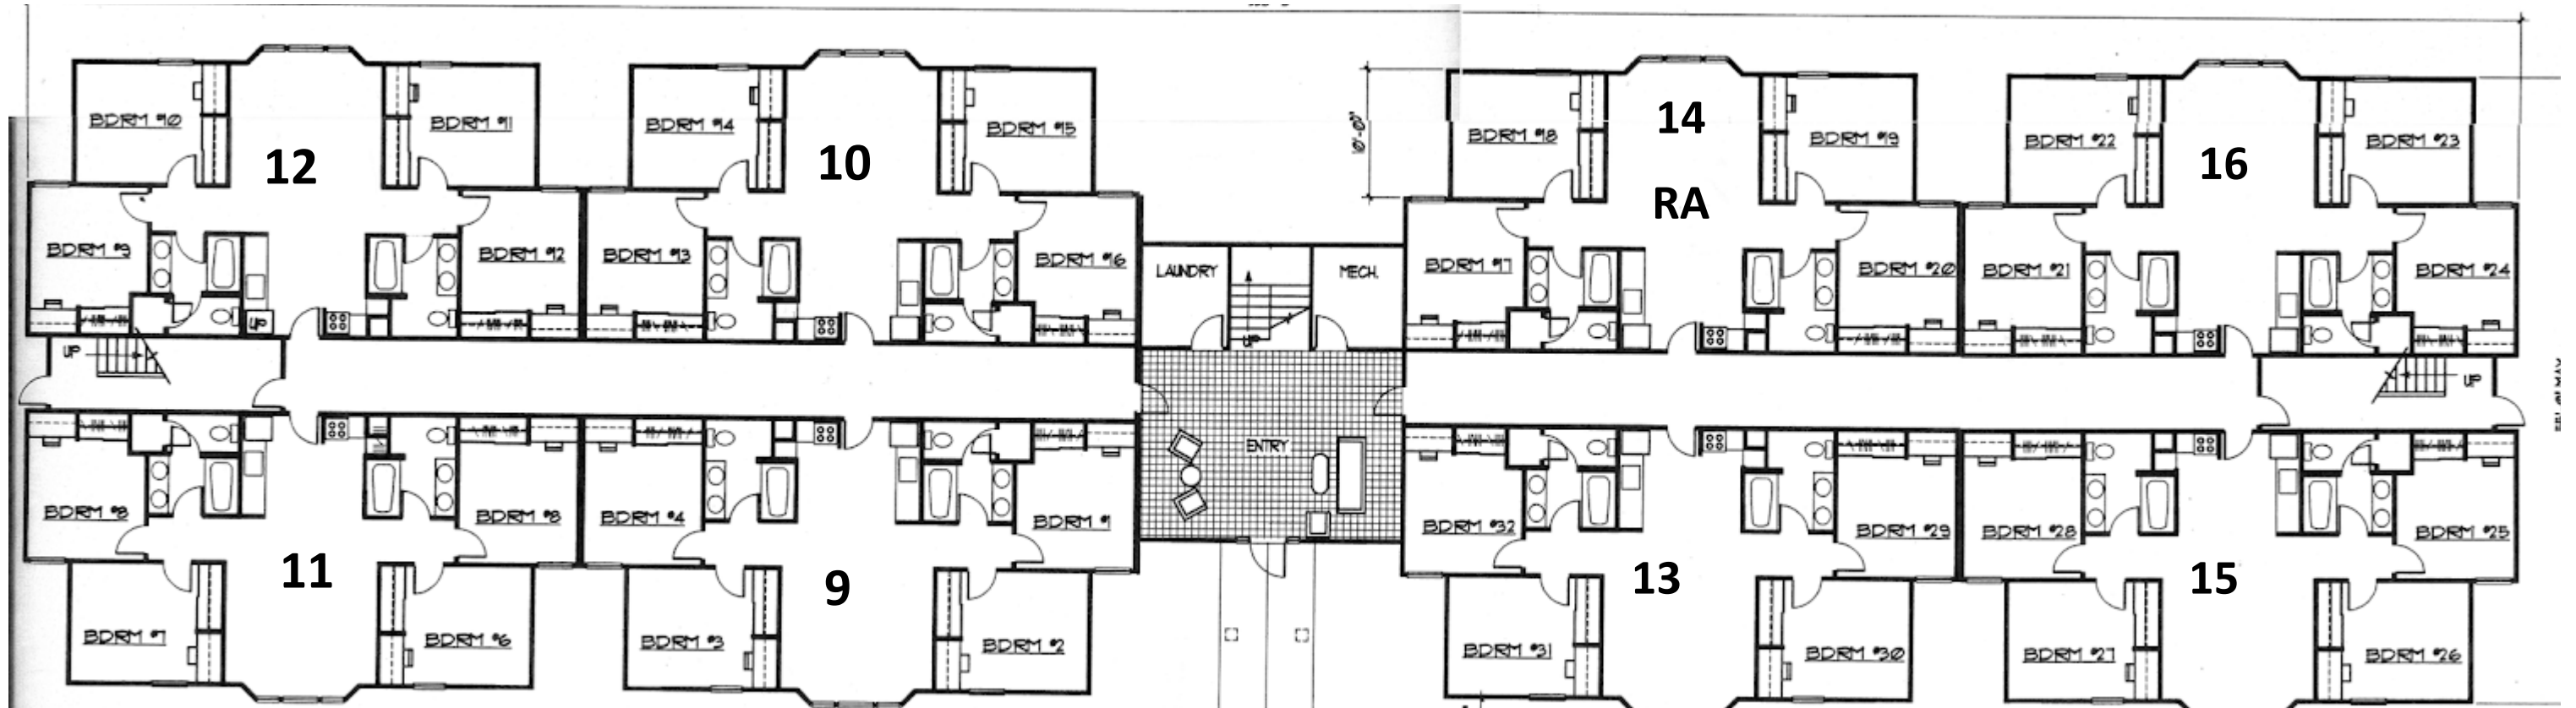 BDRM #10
12
BDRM #11
BDRM #14
10
BDRM #15
10'-0"
BDRM #18
14
RA
BDRM #19
BDRM #22
16
BDRM #23
BDRM #9
BDRM #12
BDRM #13
BDRM #16
LAUNDRY
MECH.
BDRM #17
BDRM #20
BDRM #21
BDRM #24
UP
UP
UP
UP
BDRM #8
BDRM #8
BDRM #4
BDRM #1
ENTRY
BDRM #32
BDRM #29
BDRM #28
BDRM #25
11
9
13
15
BDRM #7
BDRM #6
BDRM #3
BDRM #2
BDRM #31
BDRM #30
BDRM #27
BDRM #26